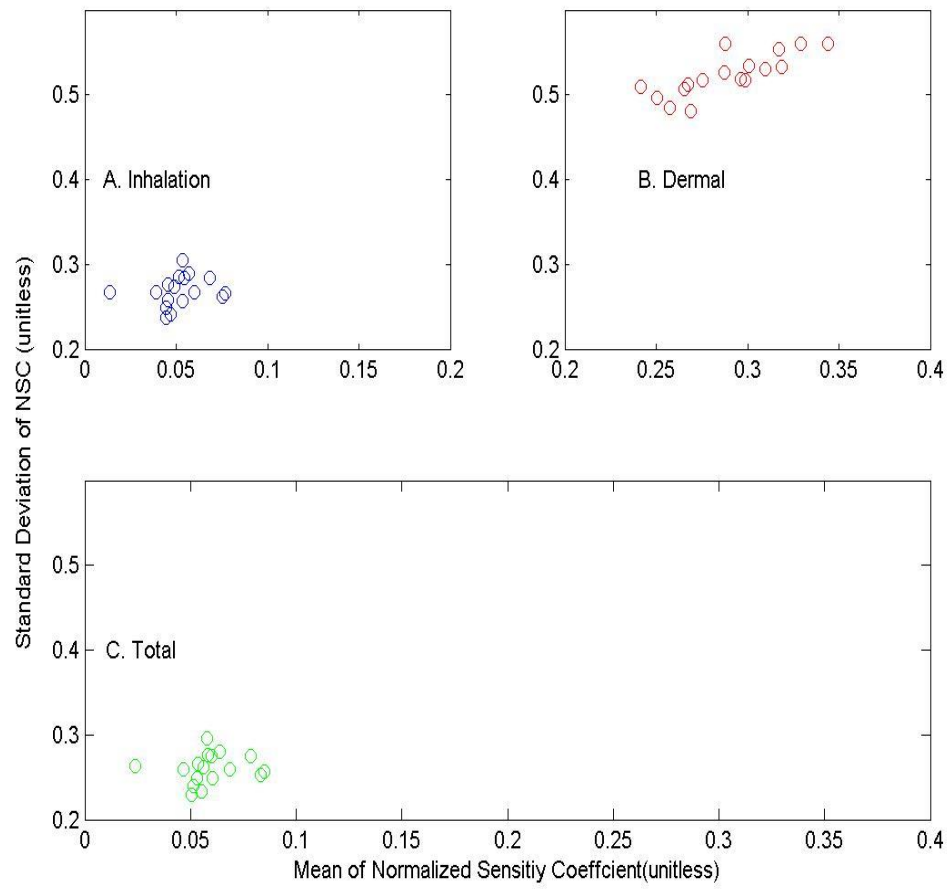 0.5
0.4
0.3
0.2
A. Inhalation
0 0.05 0.1 0.15 0.2
0.5
0.4
0.3
0.2
B. Dermal
0.2 0.25 0.3 0.35 0.4
Standard Deviation of NSC (unitless)
0.5
0.4
0.3
0.2
C. Total
0 0.05 0.1 0.15 0.2 0.25 0.3 0.35 0.4
Mean of Normalized Sensitiy Coeffcient(unitless)